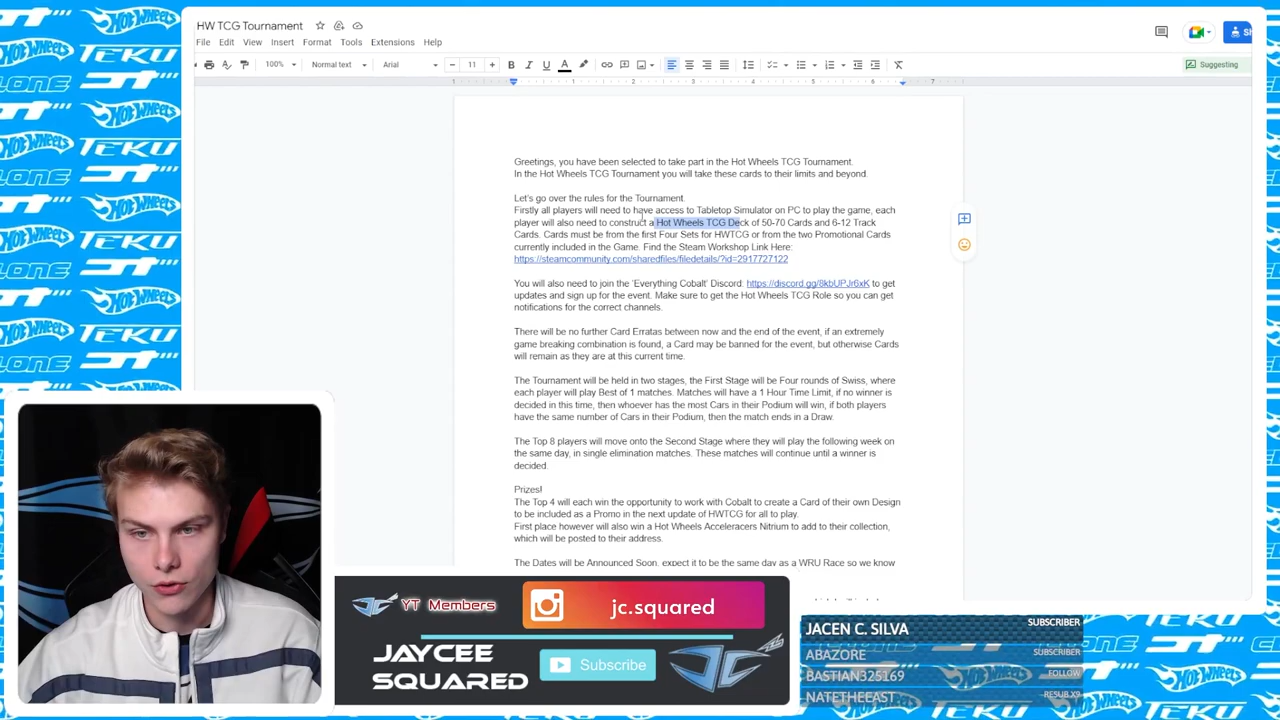 HW TCG Tournament
File Edit View Insert Format Tools Extensions Help
100% Normal text Arial 11 Suggesting
Greetings, you have been selected to take part in the Hot Wheels TCG Tournament.
In the Hot Wheels TCG Tournament you will take these cards to their limits and beyond.
Let's go over the rules for the Tournament.
Firstly all players will need to have access to Tabletop Simulator on PC to play the game, each
player will also need to construct a Hot Wheels TCG Deck of 50-70 Cards and 6-12 Track
Cards. Cards must be from the first Four Sets for HWTCG or from the two Promotional Cards
currently included in the Game. Find the Steam Workshop Link Here:
https://steamcommunity.com/sharedfiles/filedetails/?id=2917727122
You will also need to join the 'Everything Cobalt' Discord: https://discord.gg/8kbUPJr6xK to get
updates and sign up for the event. Make sure to get the Hot Wheels TCG Role so you can get
notifications for the correct channels.
There will be no further Card Erratas between now and the end of the event, if an extremely
game breaking combination is found, a Card may be banned for the event, but otherwise Cards
will remain as they are at this current time.
The Tournament will be held in two stages, the First Stage will be Four rounds of Swiss, where
each player will play Best of 1 matches. Matches will have a 1 Hour Time Limit, if no winner is
decided in this time, then whoever has the most Cars in their Podium will win, if both players
have the same number of Cars in their Podium, then the match ends in a Draw.
The Top 8 players will move onto the Second Stage where they will play the following week on
the same day, in single elimination matches. These matches will continue until a winner is
decided.
Prizes!
The Top 4 will each win the opportunity to work with Cobalt to create a Card of their own Design
to be included as a Promo in the next update of HWTCG for all to play.
First place however will also win a Hot Wheels Acceleracers Nitrium to add to their collection,
which will be posted to their address.
The Dates will be Announced Soon, expect it to be the same day as a WRU Race so we know
YT Members
jc.squared
JAYCEE
SQUARED
Subscribe
JACEN C. SILVA SUBSCRIBER
ABAZORE SUBSCRIBER
BASTIAN325169 FOLLOW
NATETHEEAST RESUB X9
Hot Wheels
TEKU